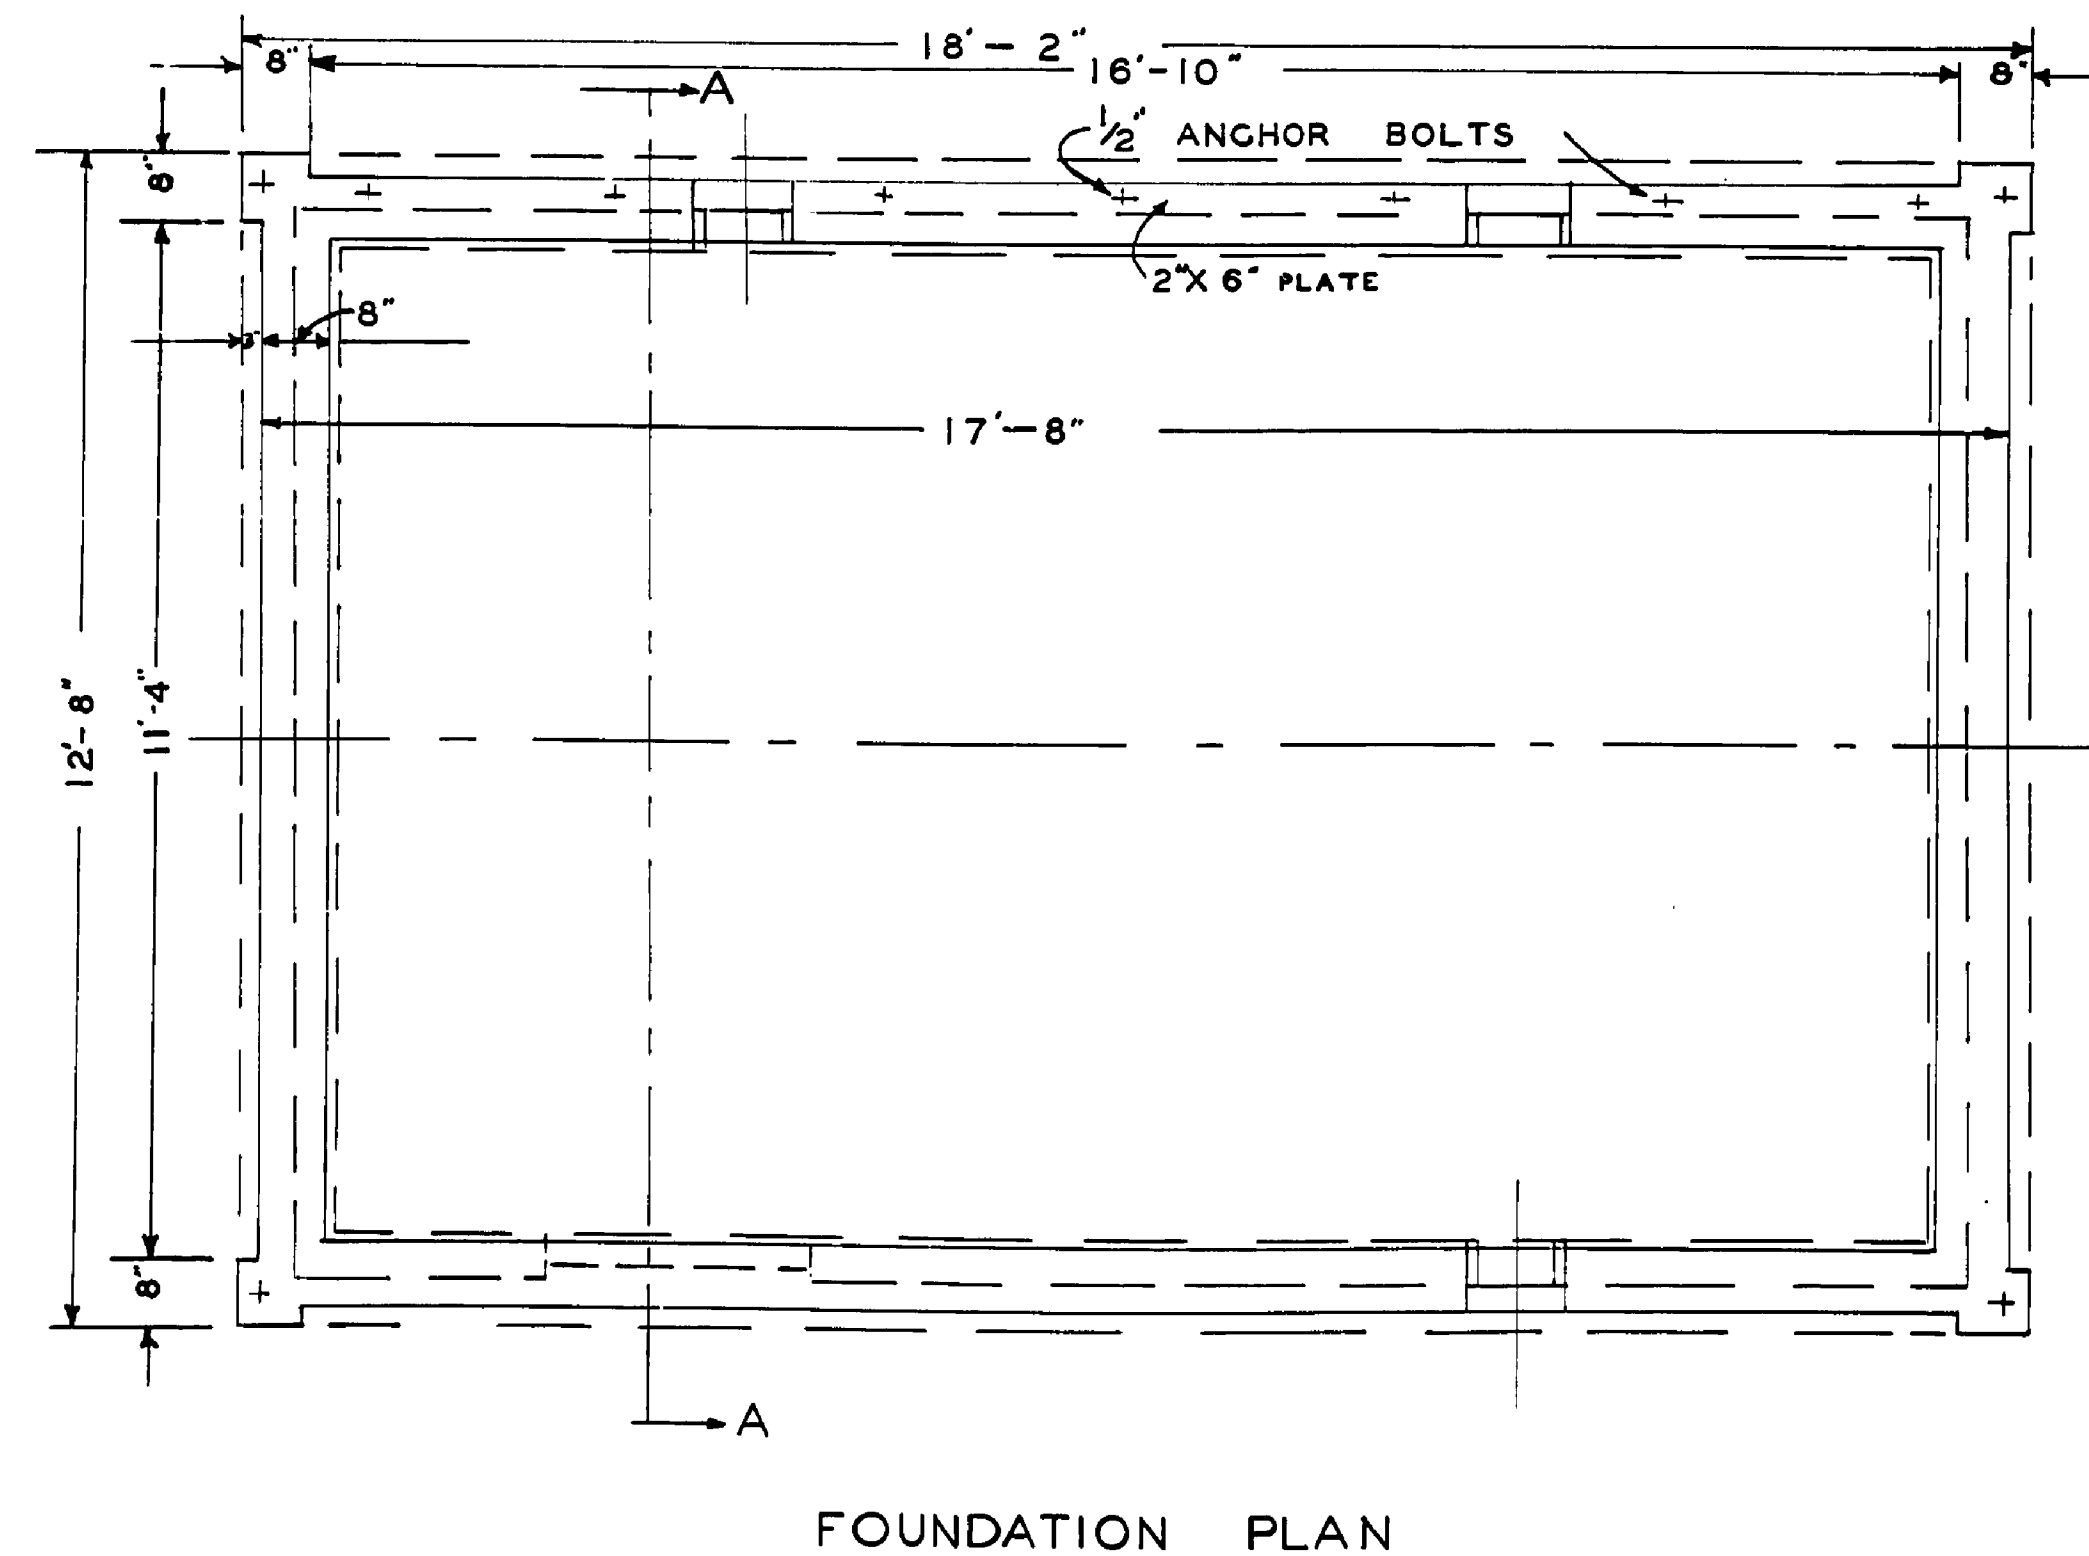 18'- 2"
8"
16'-10"
8"
A
1/2" ANCHOR BOLTS
8"
2"X 6" PLATE
8"
17'-8"
12'-8"
11'-4"
8"
A
FOUNDATION PLAN